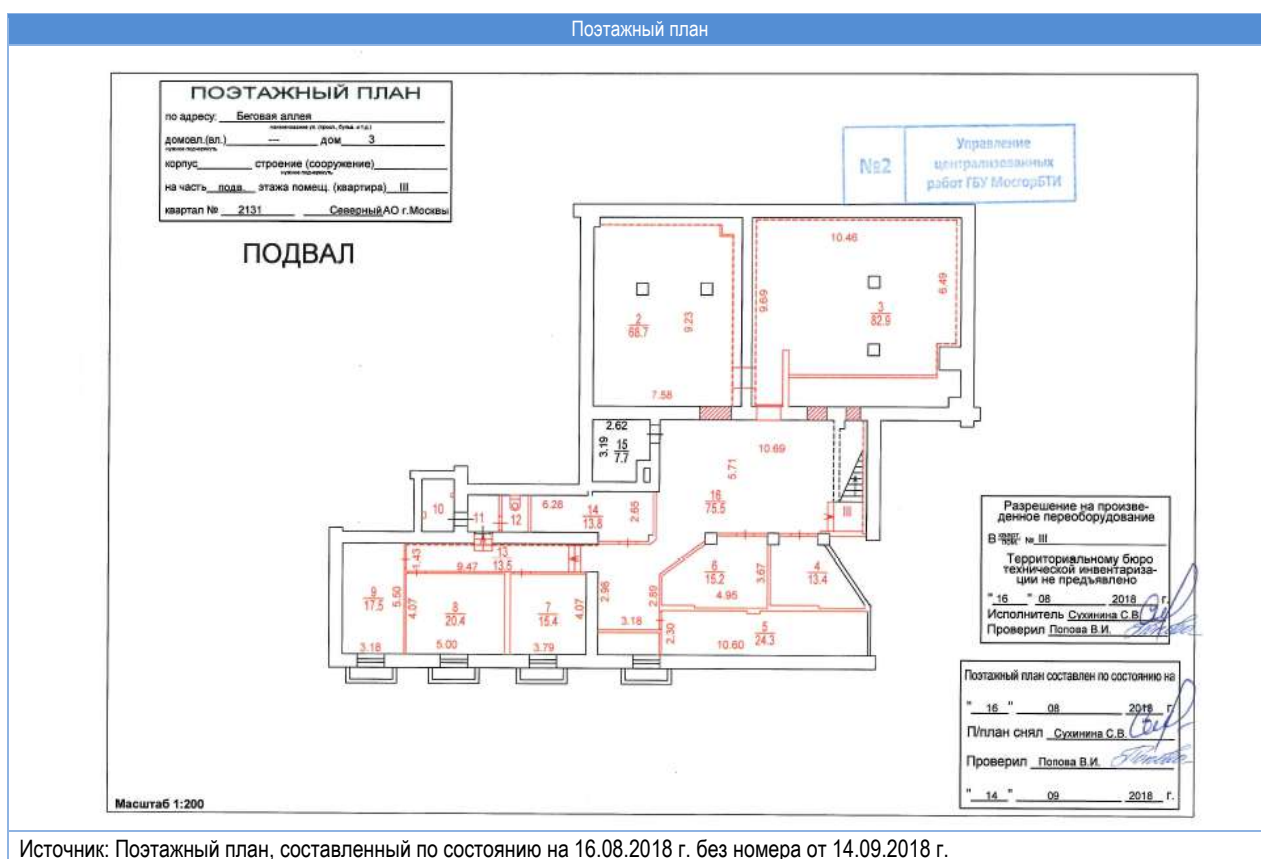 Поэтажный план
ПОЭТАЖНЫЙ ПЛАН
по адресу: Беговая аллея
домовл.(вл.) — дом 3
корпус строение (сооружение)
на часть подв. этажа помещ. (квартира) III
квартал № 2131 Северный АО г.Москвы
№2
Управление
централизованных
работ ГБУ МосгорБТИ
ПОДВАЛ
10.46
9.69
6.49
3
82.9
2
68.7
9.23
7.58
2.62
3.19
15
7.7
10.69
5.71
16
75.5
III
10
11
12
6.28
14
13.8
2.65
1.43
9.47
13
13.5
9
17.5
5.50
3.18
4.07
8
20.4
5.00
7
15.4
4.07
3.79
2.98
2.89
3.18
6
15.2
4.95
3.67
4
13.4
2.30
10.60
5
24.3
Разрешение на произве-
денное переоборудование
В кварт. № III
Территориальному бюро
технической инвентариза-
ции не предъявлено
" 16 " 08 2018 г.
Исполнитель Сухинина С.В.
Проверил Попова В.И.
Поэтажный план составлен по состоянию на
" 16 " 08 2018 г.
П/план снял Сухинина С.В.
Проверил Попова В.И.
" 14 " 09 2018 г.
Масштаб 1:200
Источник: Поэтажный план, составленный по состоянию на 16.08.2018 г. без номера от 14.09.2018 г.